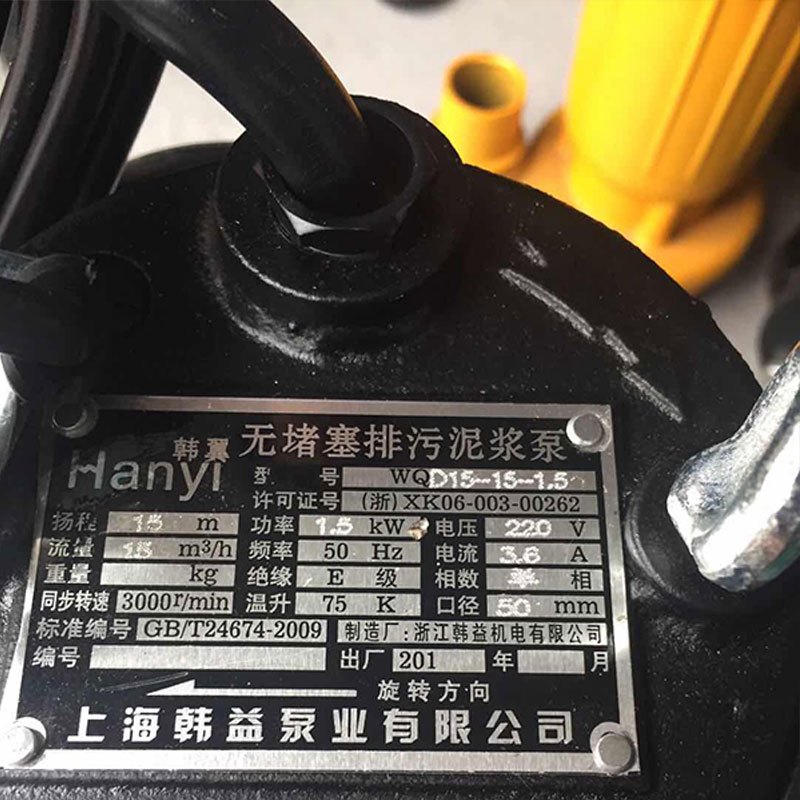 韩翼 无堵塞排污泥浆泵
Hanyi
型 号 WQD15-15-1.5
许可证号 (浙)XK06-003-00262
扬程 15 m 功率 1.5 kW 电压 220 V
流量 15 m³/h 频率 50 Hz 电流 3.6 A
重量 kg 绝缘 E 级 相数 相
同步转速 3000r/min 温升 75 K 口径 50 mm
标准编号 GB/T24674-2009 制造厂:浙江韩益机电有限公司
编号 出厂 201 年 月
旋转方向
上海韩益泵业有限公司